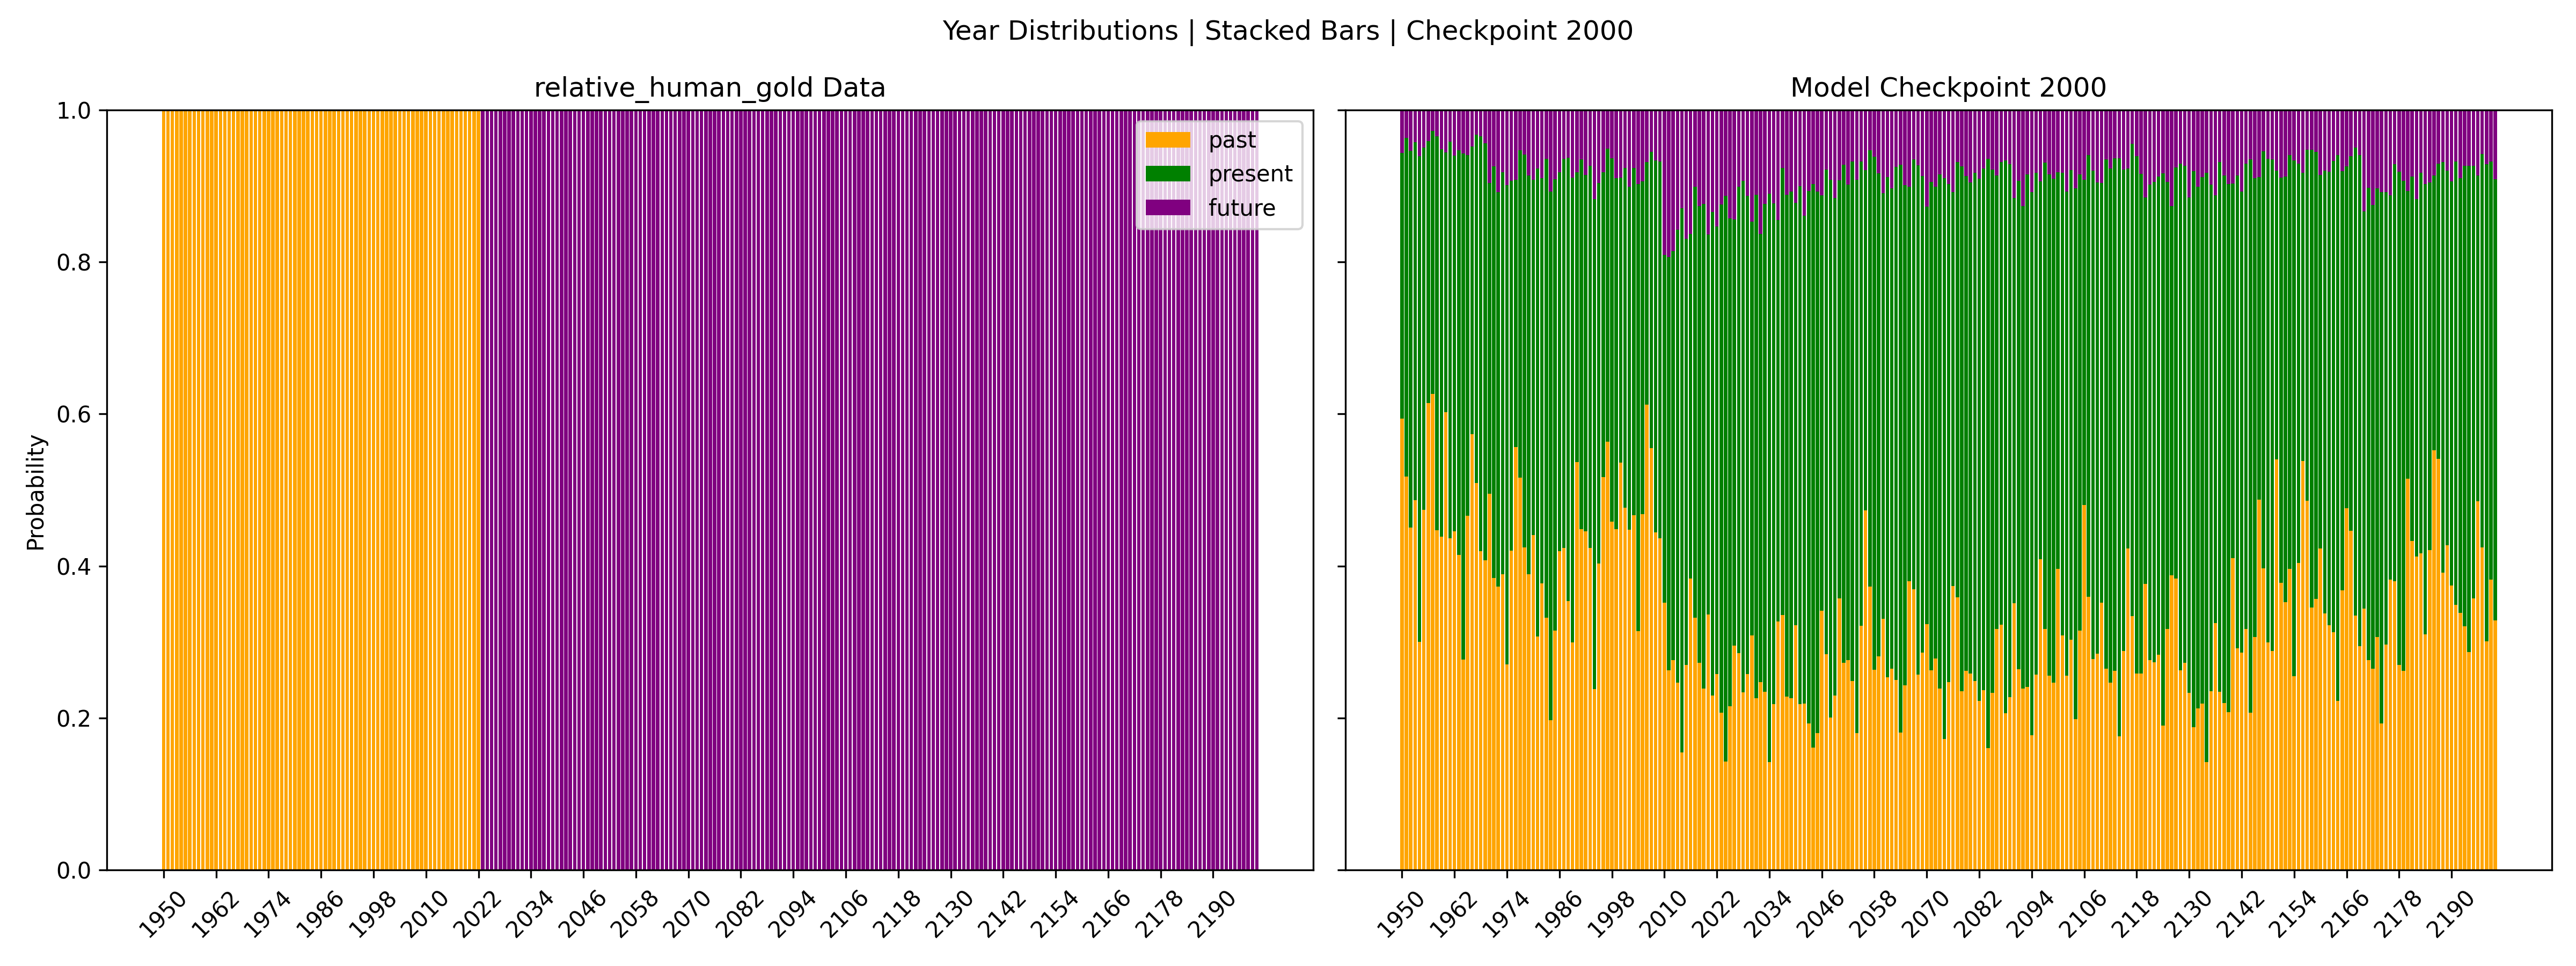 Year Distributions | Stacked Bars | Checkpoint 2000
relative_human_gold Data
Model Checkpoint 2000
past
present
future
Probability
1.0
0.8
0.6
0.4
0.2
0.0
1950 1962 1974 1986 1998 2010 2022 2034 2046 2058 2070 2082 2094 2106 2118 2130 2142 2154 2166 2178 2190
1950 1962 1974 1986 1998 2010 2022 2034 2046 2058 2070 2082 2094 2106 2118 2130 2142 2154 2166 2178 2190